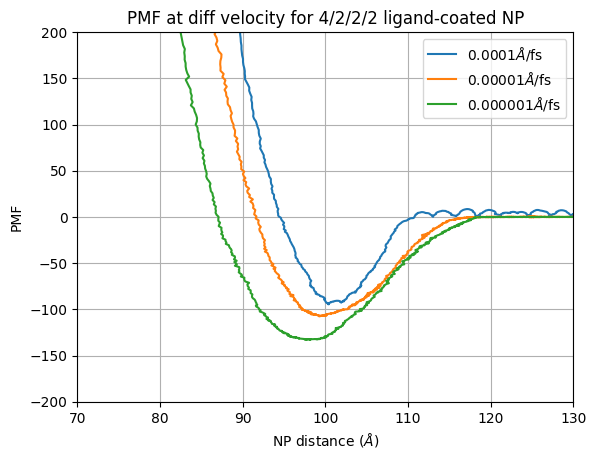 PMF at diff velocity for 4/2/2/2 ligand-coated NP
0.0001Å/fs
0.00001Å/fs
0.000001Å/fs
200
150
100
50
0
−50
−100
−150
−200
PMF
70 80 90 100 110 120 130
NP distance (Å)